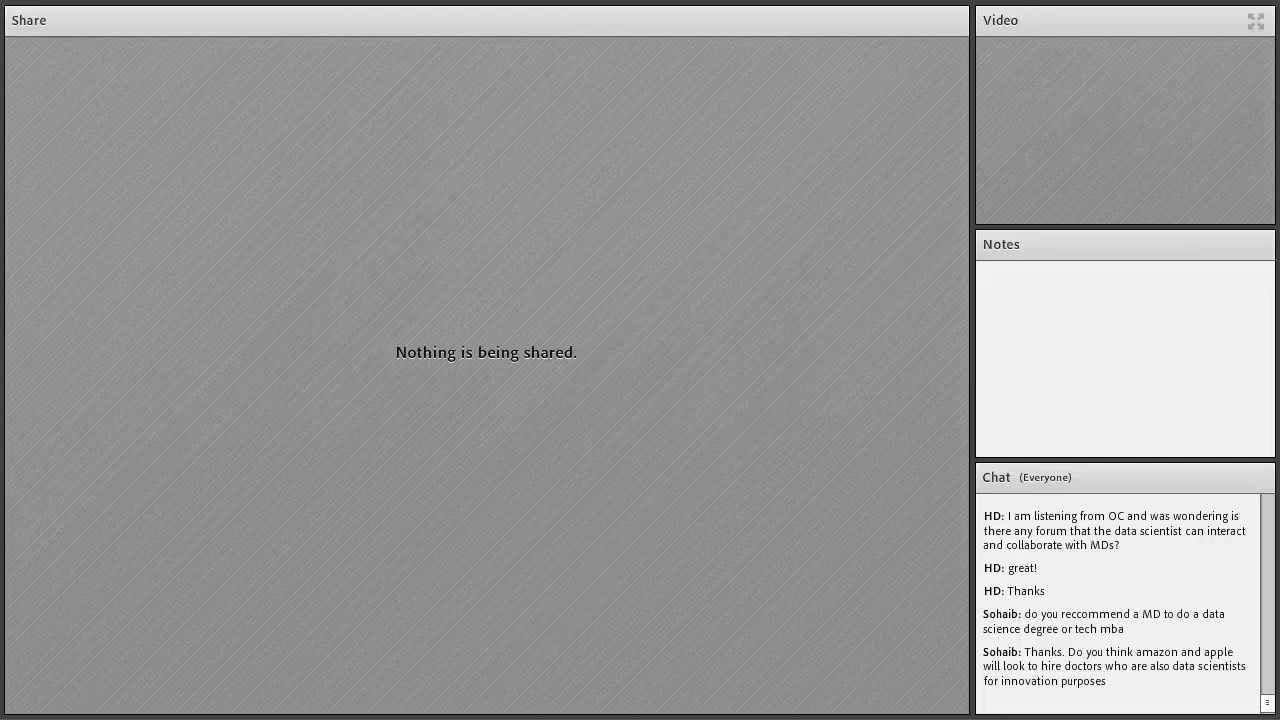 Share
Nothing is being shared.
Video
Notes
Chat (Everyone)
HD: I am listening from OC and was wondering is
there any forum that the data scientist can interact
and collaborate with MDs?
HD: great!
HD: Thanks
Sohaib: do you reccommend a MD to do a data
science degree or tech mba
Sohaib: Thanks. Do you think amazon and apple
will look to hire doctors who are also data scientists
for innovation purposes